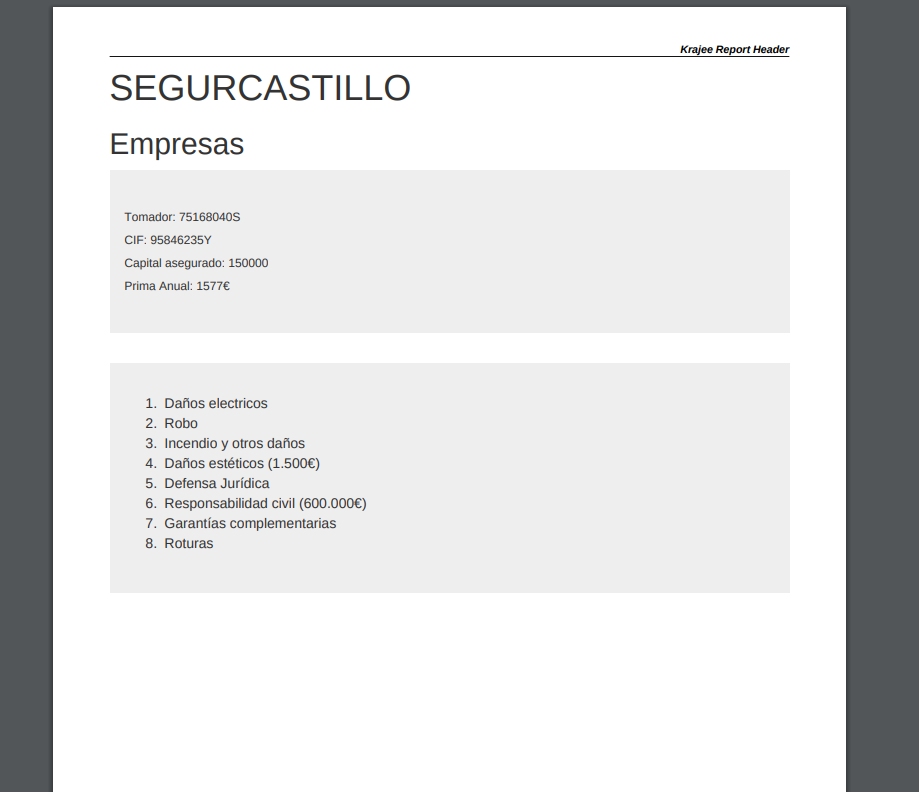 Krajee Report Header
SEGURCASTILLO
Empresas
Tomador: 75168040S
CIF: 95846235Y
Capital asegurado: 150000
Prima Anual: 1577€
1. Daños electricos
2. Robo
3. Incendio y otros daños
4. Daños estéticos (1.500€)
5. Defensa Jurídica
6. Responsabilidad civil (600.000€)
7. Garantías complementarias
8. Roturas